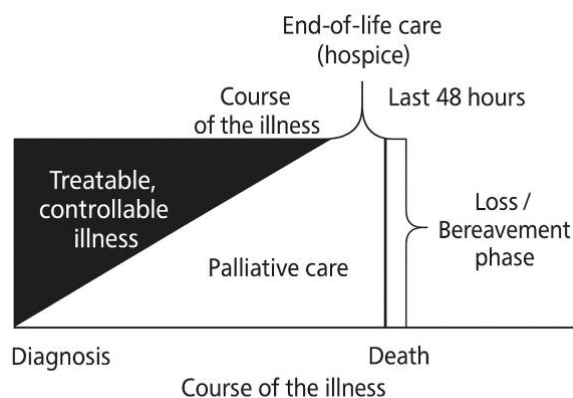 End-of-life care
(hospice)
Course
of the illness
Last 48 hours
Treatable,
controllable
illness
Loss /
Bereavement
phase
Palliative care
Diagnosis
Death
Course of the illness